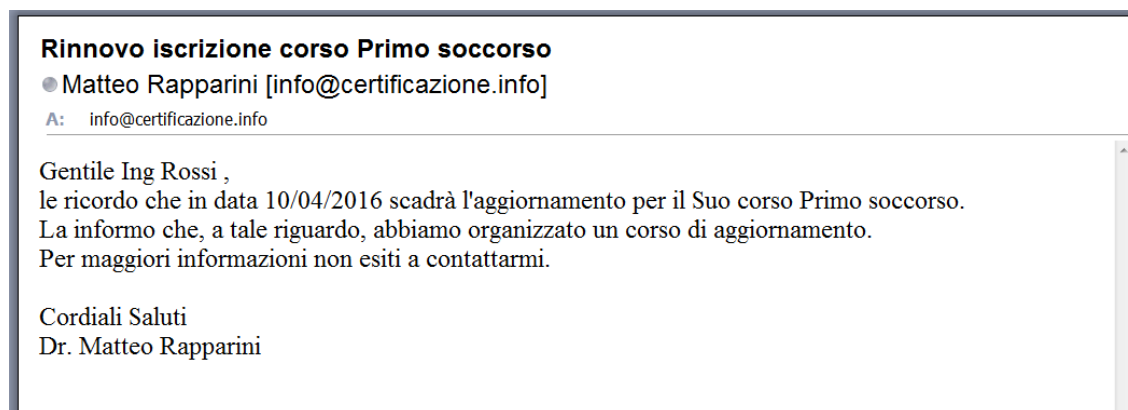 Rinnovo iscrizione corso Primo soccorso
Matteo Rapparini [info@certificazione.info]
A: info@certificazione.info
Gentile Ing Rossi ,
le ricordo che in data 10/04/2016 scadrà l'aggiornamento per il Suo corso Primo soccorso.
La informo che, a tale riguardo, abbiamo organizzato un corso di aggiornamento.
Per maggiori informazioni non esiti a contattarmi.
Cordiali Saluti
Dr. Matteo Rapparini